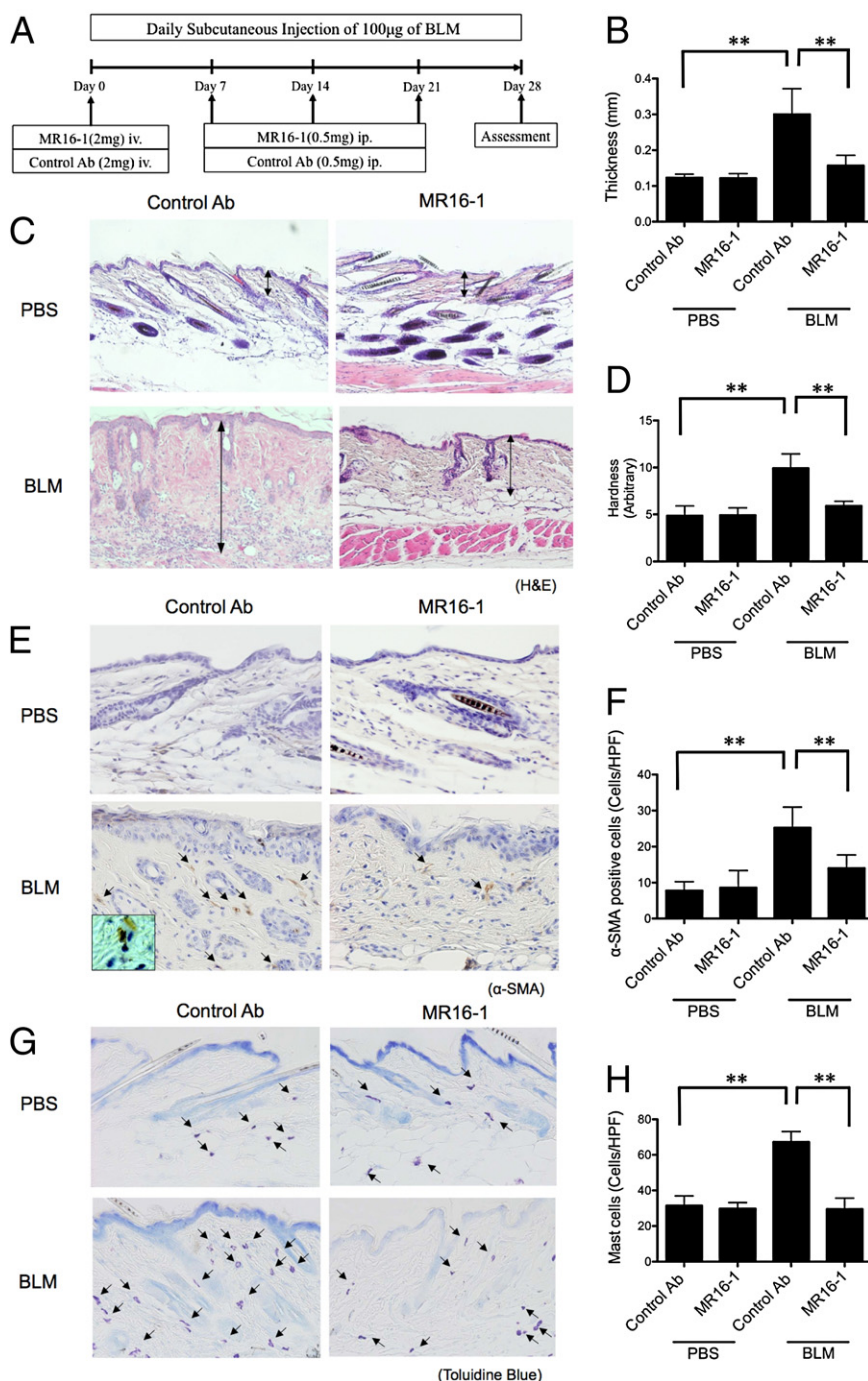 A
Daily Subcutaneous Injection of 100μg of BLM
Day 0
Day 7
Day 14
Day 21
Day 28
MR16-1(2mg) iv.
Control Ab (2mg) iv.
MR16-1(0.5mg) ip.
Control Ab (0.5mg) ip.
Assessment
B
**
**
Thickness (mm)
0.4
0.3
0.2
0.1
0.0
Control Ab
MR16-1
Control Ab
MR16-1
PBS
BLM
C
Control Ab
MR16-1
PBS
BLM
(H&E)
D
**
**
Hardness
(Arbitrary)
15
10
5
0
Control Ab
MR16-1
Control Ab
MR16-1
PBS
BLM
E
Control Ab
MR16-1
PBS
BLM
(α-SMA)
F
**
**
α-SMA positive cells (Cells/HPF)
40
30
20
10
0
Control Ab
MR16-1
Control Ab
MR16-1
PBS
BLM
G
Control Ab
MR16-1
PBS
BLM
(Toluidine Blue)
H
**
**
Mast cells (Cells/HPF)
80
60
40
20
0
Control Ab
MR16-1
Control Ab
MR16-1
PBS
BLM